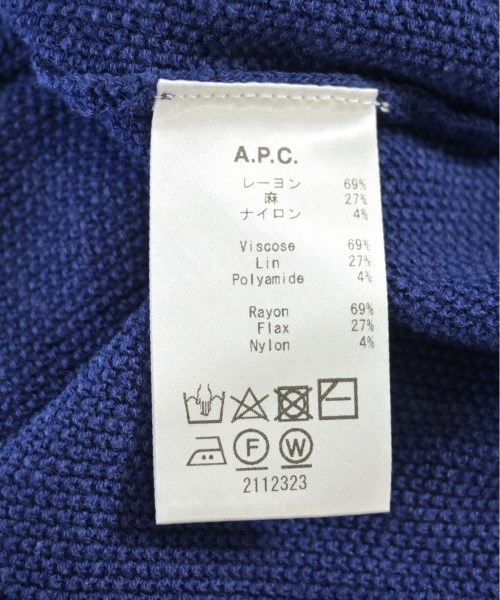 A.P.C.
レーヨン 69%
麻 27%
ナイロン 4%
Viscose 69%
Lin 27%
Polyamide 4%
Rayon 69%
Flax 27%
Nylon 4%
F W
2112323